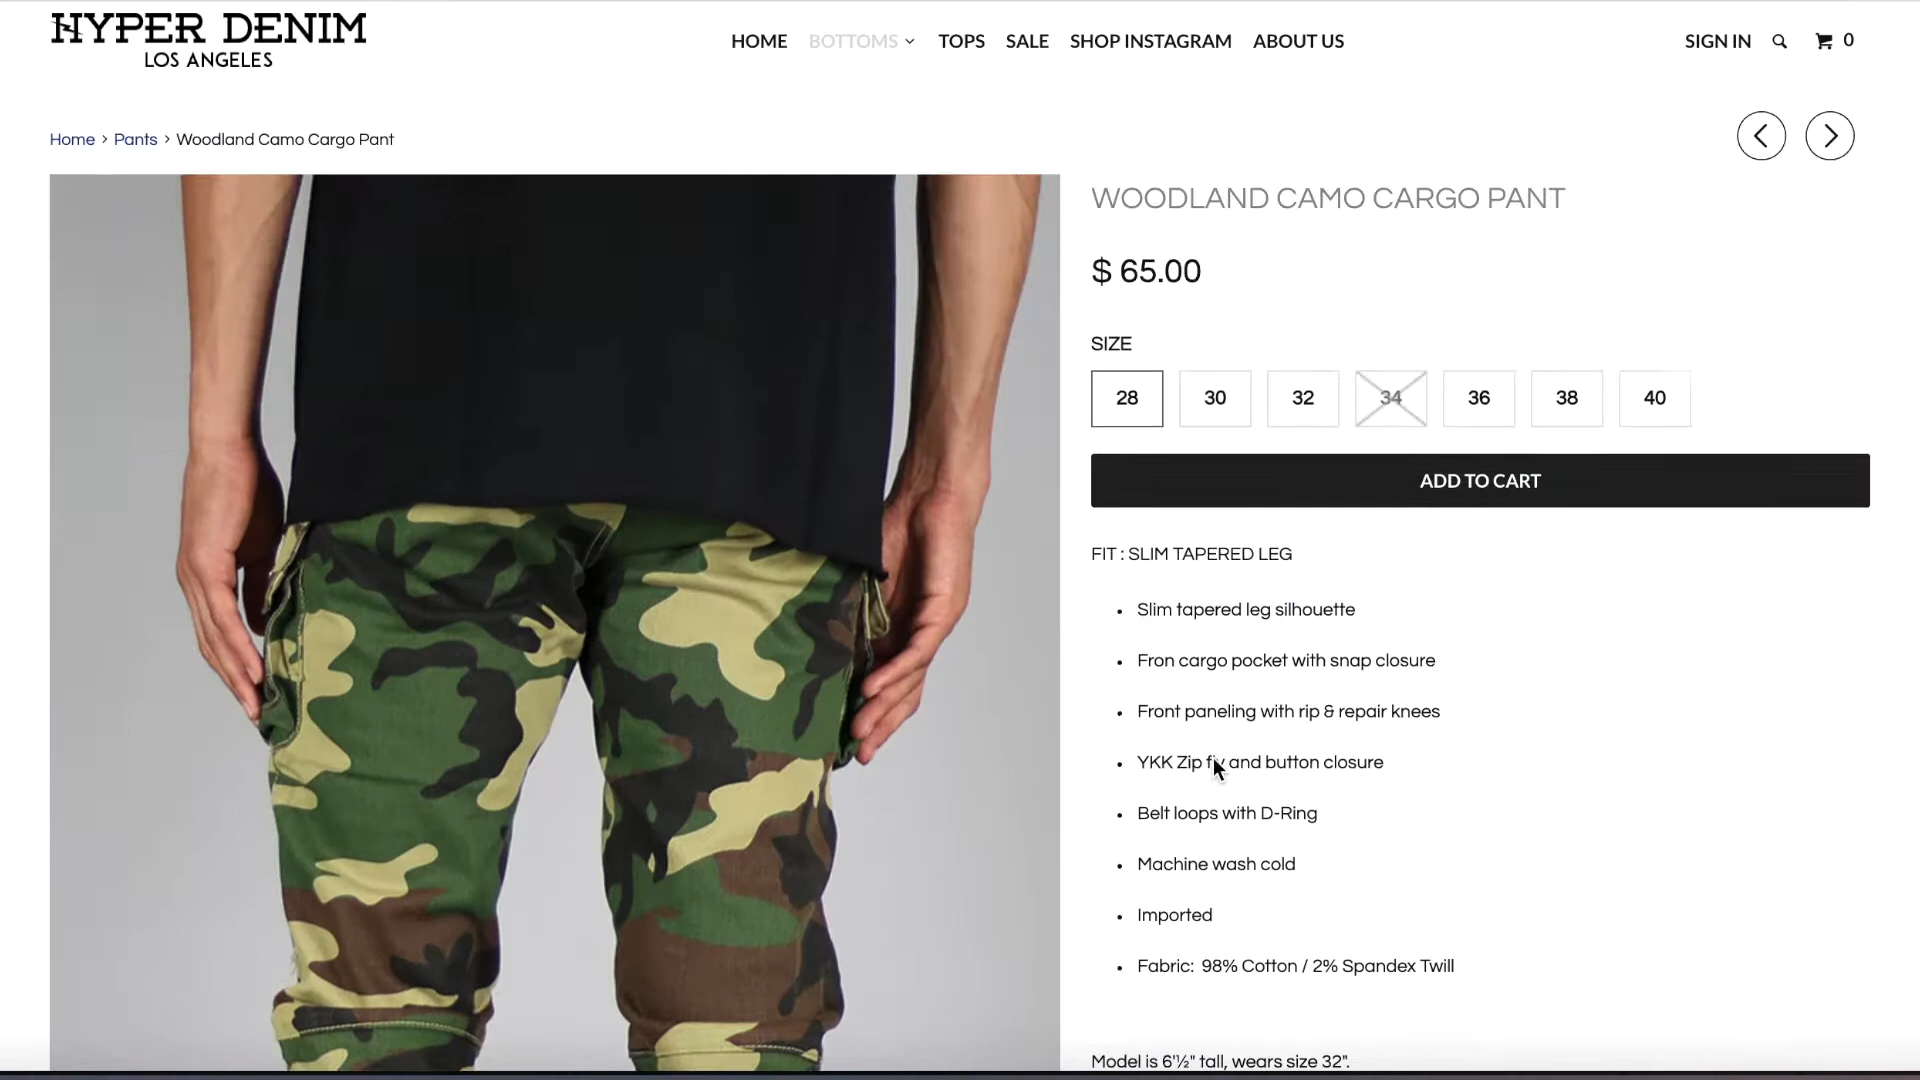 HYPER DENIM
LOS ANGELES
HOME BOTTOMS TOPS SALE SHOP INSTAGRAM ABOUT US
SIGN IN 0
Home > Pants > Woodland Camo Cargo Pant
WOODLAND CAMO CARGO PANT
$ 65.00
SIZE
28 30 32 34 36 38 40
ADD TO CART
FIT : SLIM TAPERED LEG
• Slim tapered leg silhouette
• Fron cargo pocket with snap closure
• Front paneling with rip & repair knees
• YKK Zip fly and button closure
• Belt loops with D-Ring
• Machine wash cold
• Imported
• Fabric: 98% Cotton / 2% Spandex Twill
Model is 6'½" tall, wears size 32".